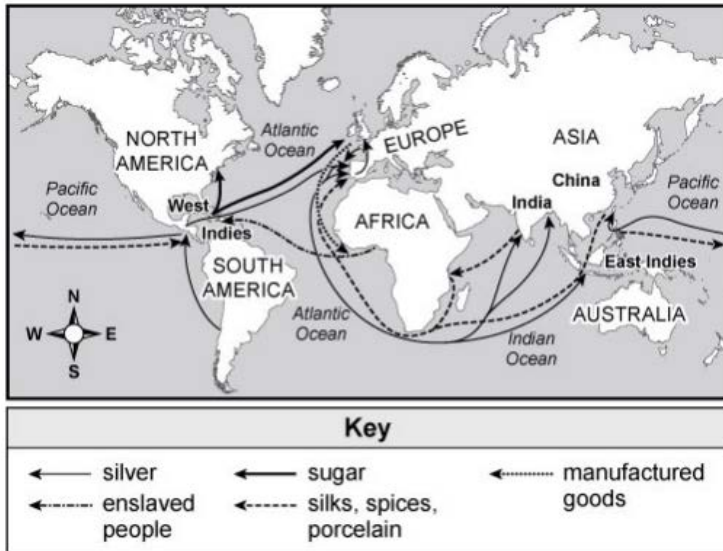 NORTH
AMERICA
Atlantic
Ocean
EUROPE
ASIA
Pacific
Ocean
West
Indies
AFRICA
India
China
Pacific
Ocean
SOUTH
AMERICA
East Indies
Atlantic
Ocean
Indian
Ocean
AUSTRALIA
N
W E
S
Key
silver
sugar
manufactured
goods
enslaved
people
silks, spices,
porcelain